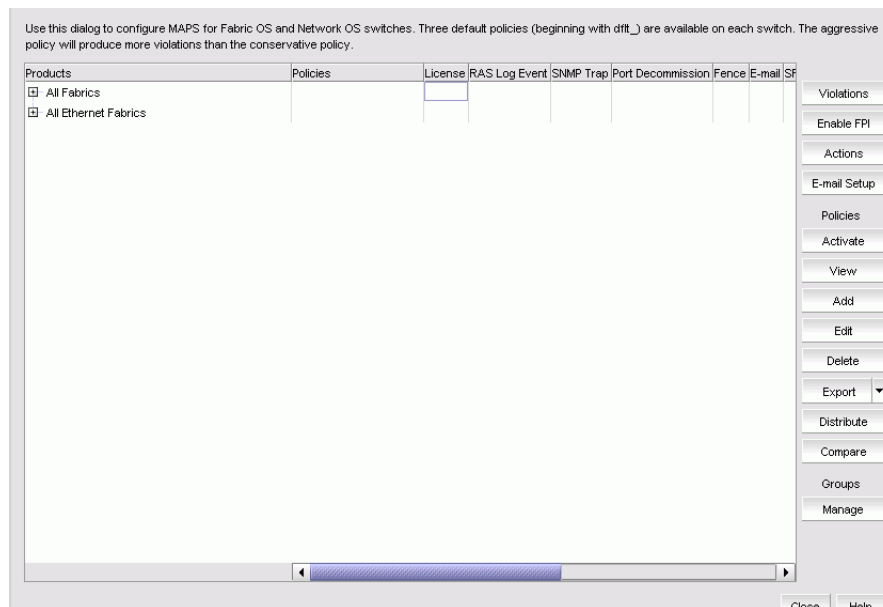 Use this dialog to configure MAPS for Fabric OS and Network OS switches. Three default policies (beginning with dflt_) are available on each switch. The aggressive
policy will produce more violations than the conservative policy.
Products Policies License RAS Log Event SNMP Trap Port Decommission Fence E-mail SF
All Fabrics
All Ethernet Fabrics
Violations
Enable FPI
Actions
E-mail Setup
Policies
Activate
View
Add
Edit
Delete
Export
Distribute
Compare
Groups
Manage
Close Help